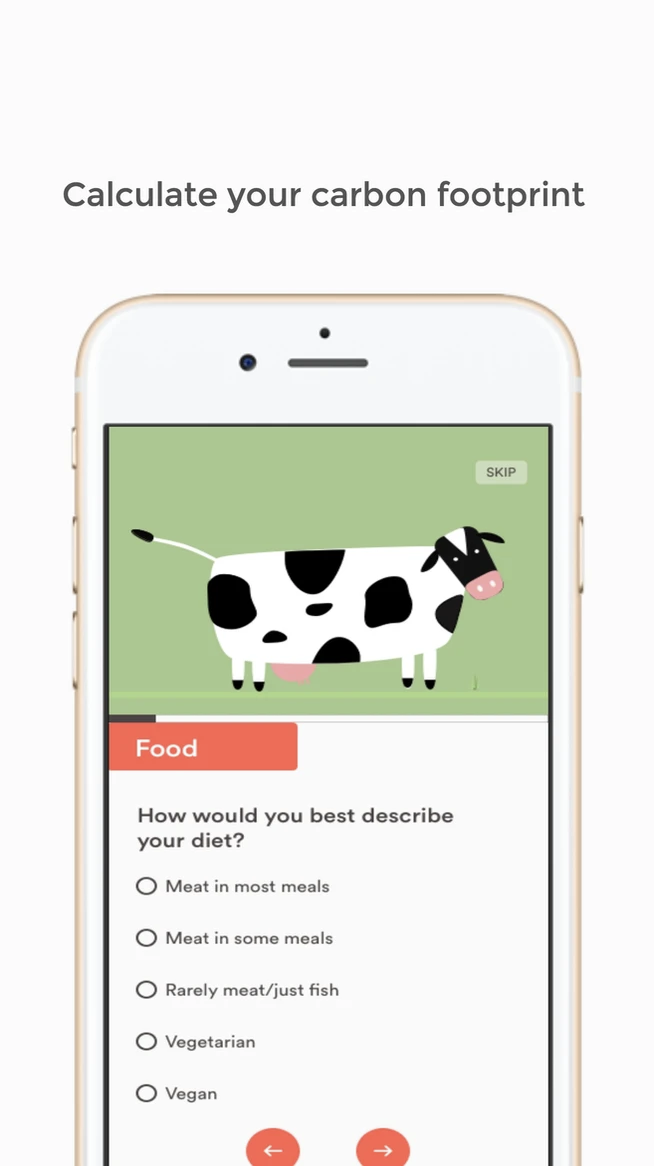 Calculate your carbon footprint
SKIP
Food
How would you best describe
your diet?
Meat in most meals
Meat in some meals
Rarely meat/just fish
Vegetarian
Vegan